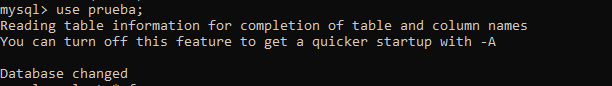 mysql> use prueba;
Reading table information for completion of table and column names
You can turn off this feature to get a quicker startup with -A
Database changed